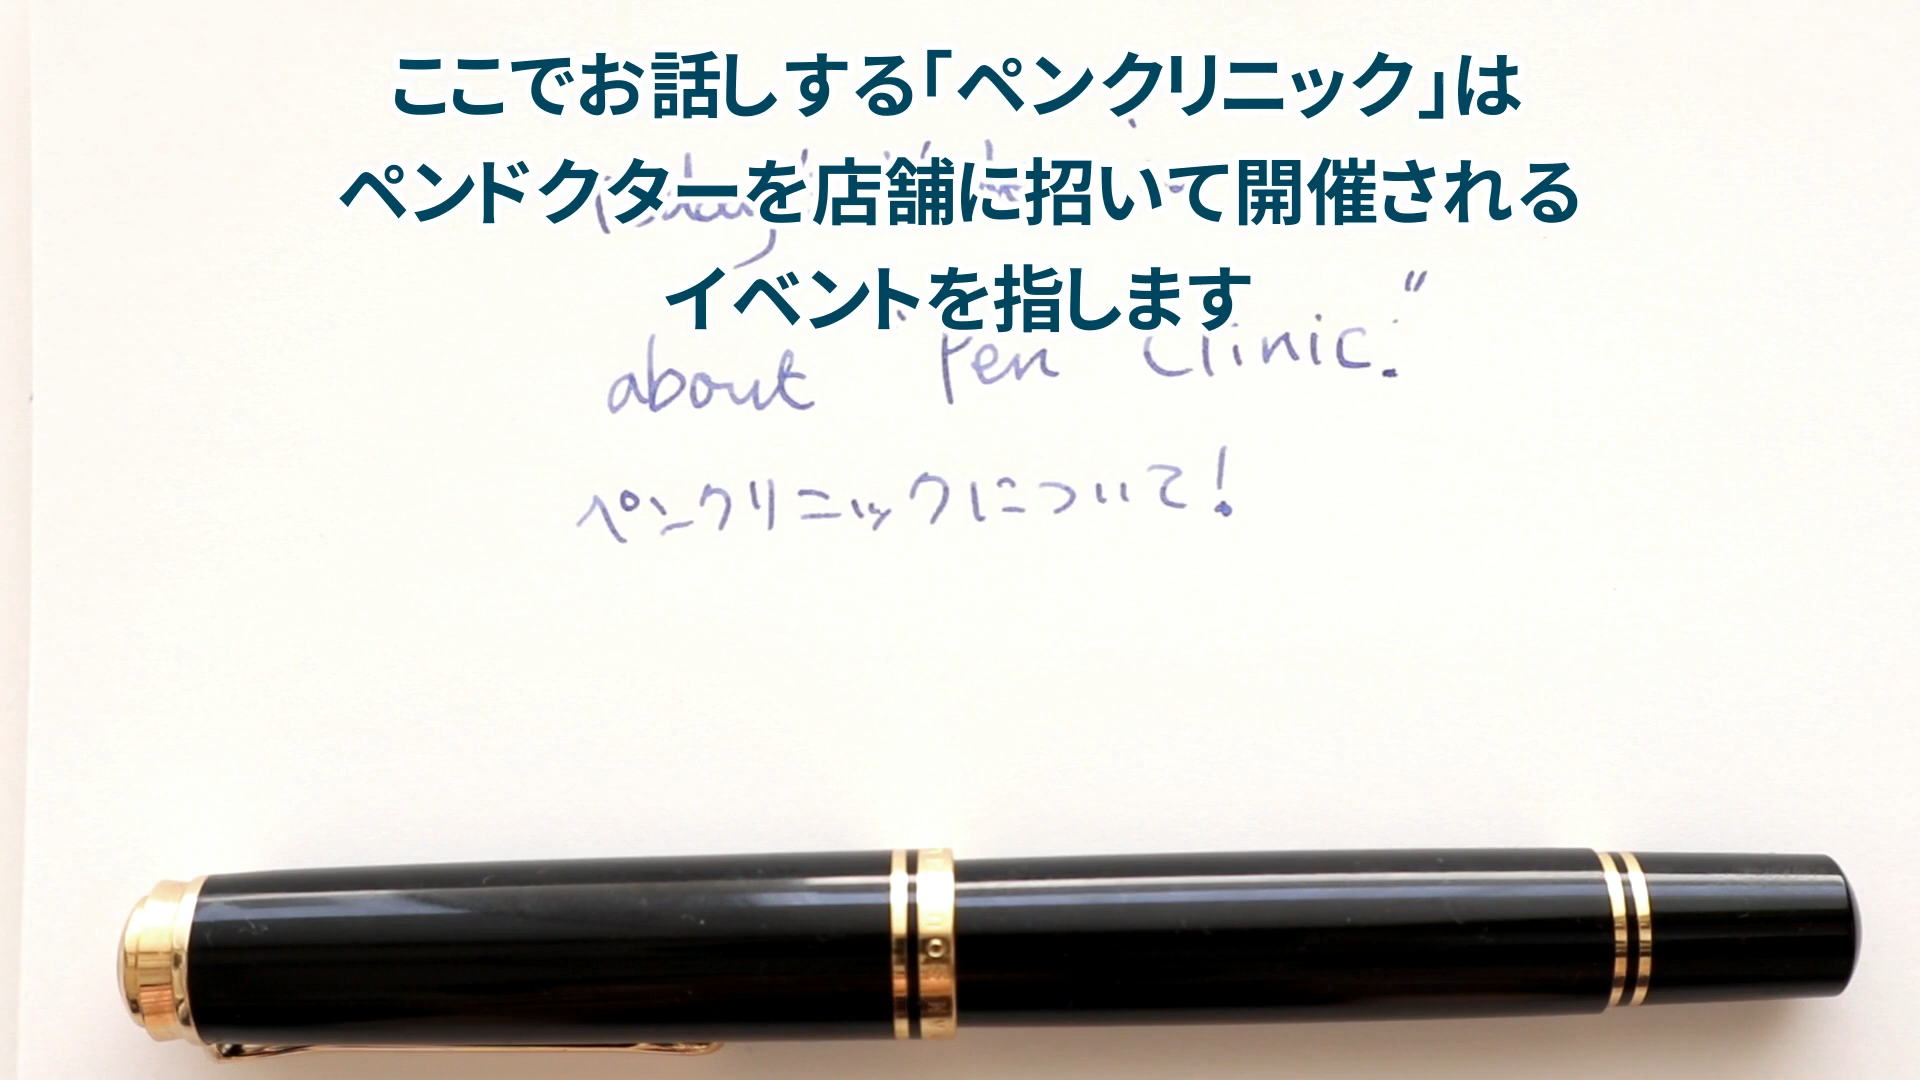 ここでお話しする「ペンクリニック」は
ペンドクターを店舗に招いて開催される
イベントを指します
about "Pen Clinic."
ペンクリニックについて!